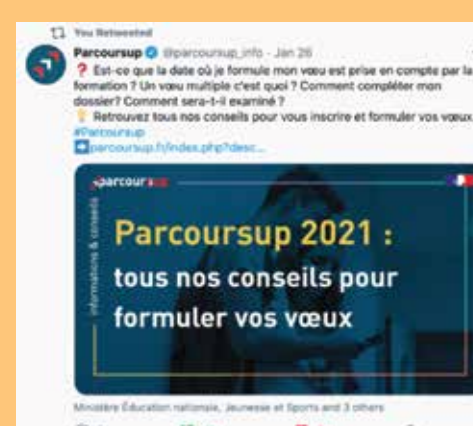 You Retweeted
Parcoursup @parcoursup_info · Jan 26
❓ Est-ce que la date où je formule mon vœu est prise en compte par la
formation ? Un vœu multiple c'est quoi ? Comment compléter mon
dossier? Comment sera-t-il examiné ?
💡 Retrouvez tous nos conseils pour vous inscrire et formuler vos vœux
#Parcoursup
➡️parcoursup.fr/index.php?desc...
parcoursup
informations & conseils
Parcoursup 2021 :
tous nos conseils pour
formuler vos vœux
Ministère Éducation nationale, Jeunesse et Sports and 3 others